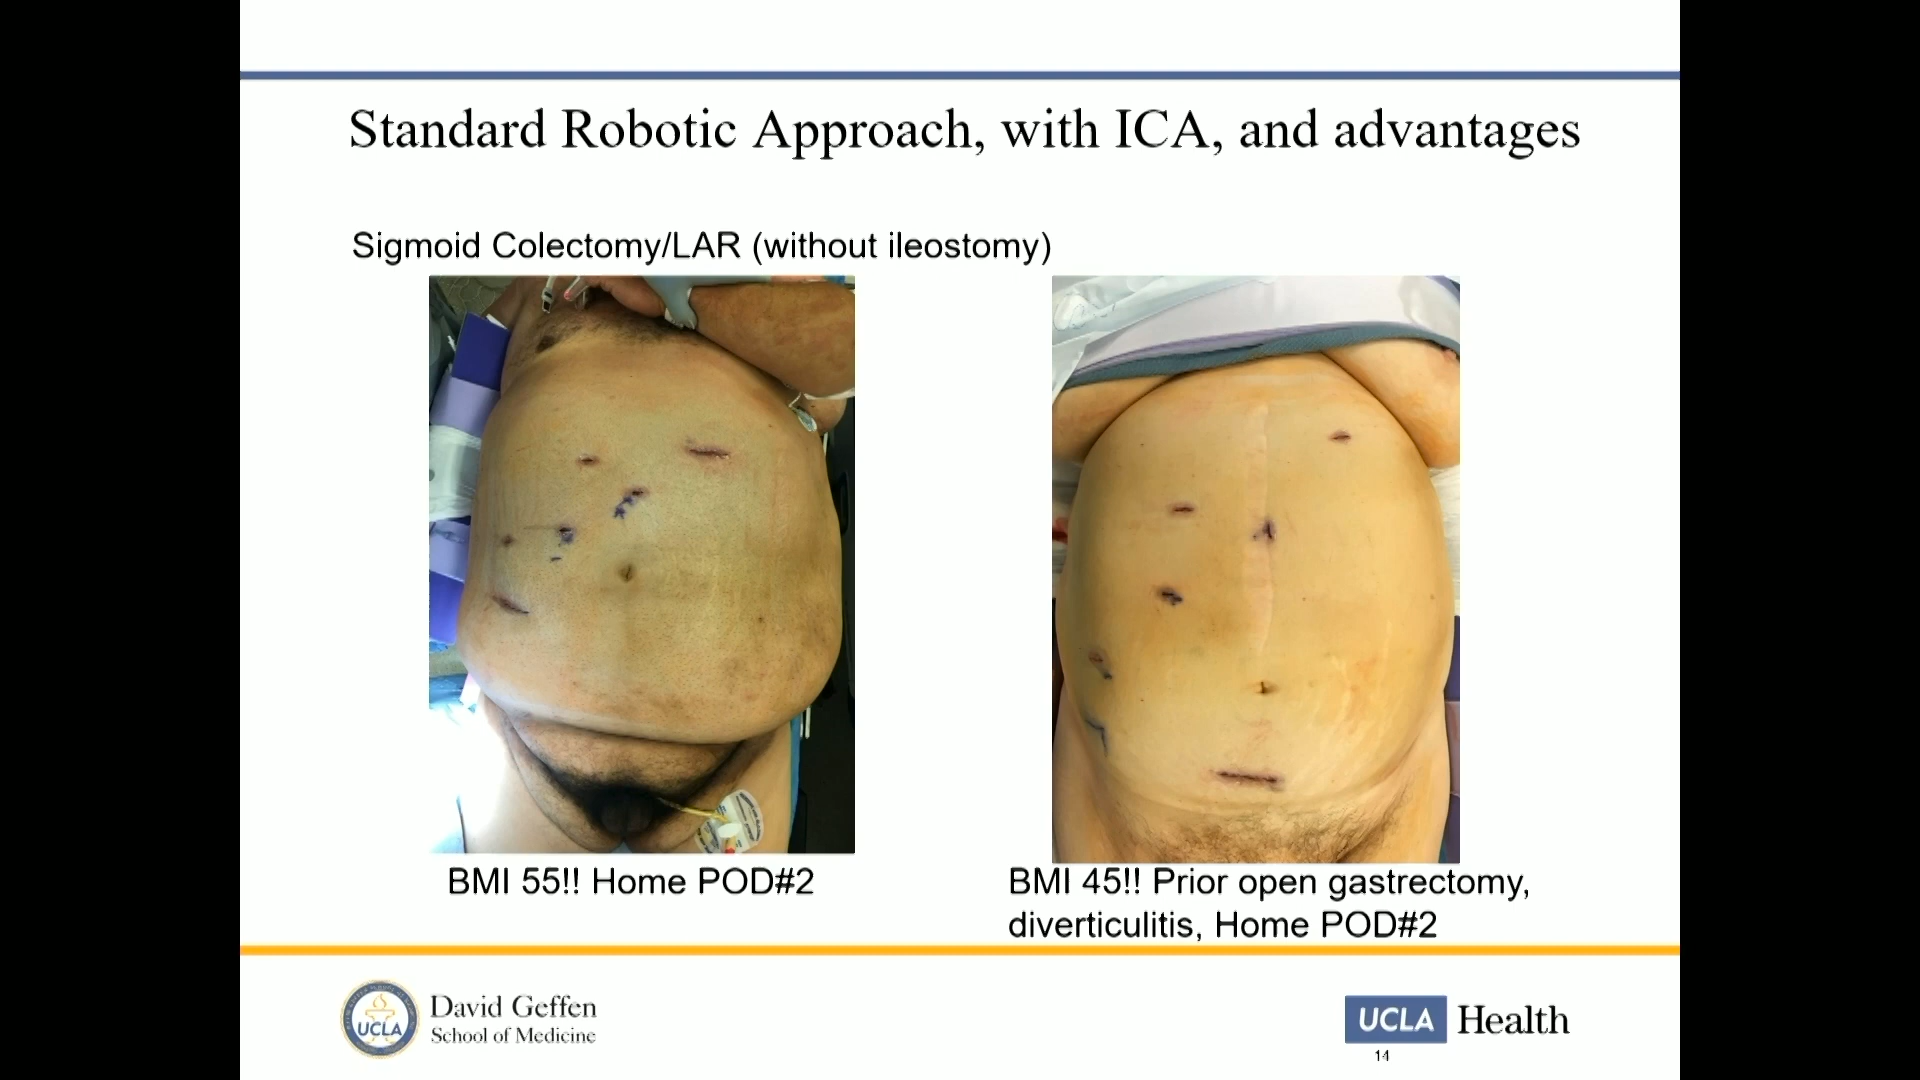 Standard Robotic Approach, with ICA, and advantages
Sigmoid Colectomy/LAR (without ileostomy)
BMI 55!! Home POD#2
BMI 45!! Prior open gastrectomy,
diverticulitis, Home POD#2
UCLA
David Geffen
School of Medicine
UCLA Health
14